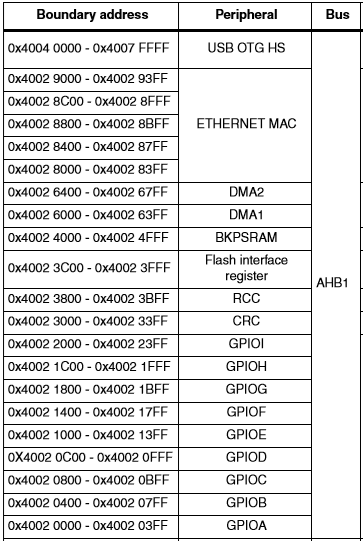 Boundary address Peripheral Bus
0x4004 0000 - 0x4007 FFFF USB OTG HS
0x4002 9000 - 0x4002 93FF
0x4002 8C00 - 0x4002 8FFF
0x4002 8800 - 0x4002 8BFF ETHERNET MAC
0x4002 8400 - 0x4002 87FF
0x4002 8000 - 0x4002 83FF
0x4002 6400 - 0x4002 67FF DMA2
0x4002 6000 - 0x4002 63FF DMA1
0x4002 4000 - 0x4002 4FFF BKPSRAM
0x4002 3C00 - 0x4002 3FFF Flash interface
register
AHB1
0x4002 3800 - 0x4002 3BFF RCC
0x4002 3000 - 0x4002 33FF CRC
0x4002 2000 - 0x4002 23FF GPIOI
0x4002 1C00 - 0x4002 1FFF GPIOH
0x4002 1800 - 0x4002 1BFF GPIOG
0x4002 1400 - 0x4002 17FF GPIOF
0x4002 1000 - 0x4002 13FF GPIOE
0X4002 0C00 - 0x4002 0FFF GPIOD
0x4002 0800 - 0x4002 0BFF GPIOC
0x4002 0400 - 0x4002 07FF GPIOB
0x4002 0000 - 0x4002 03FF GPIOA